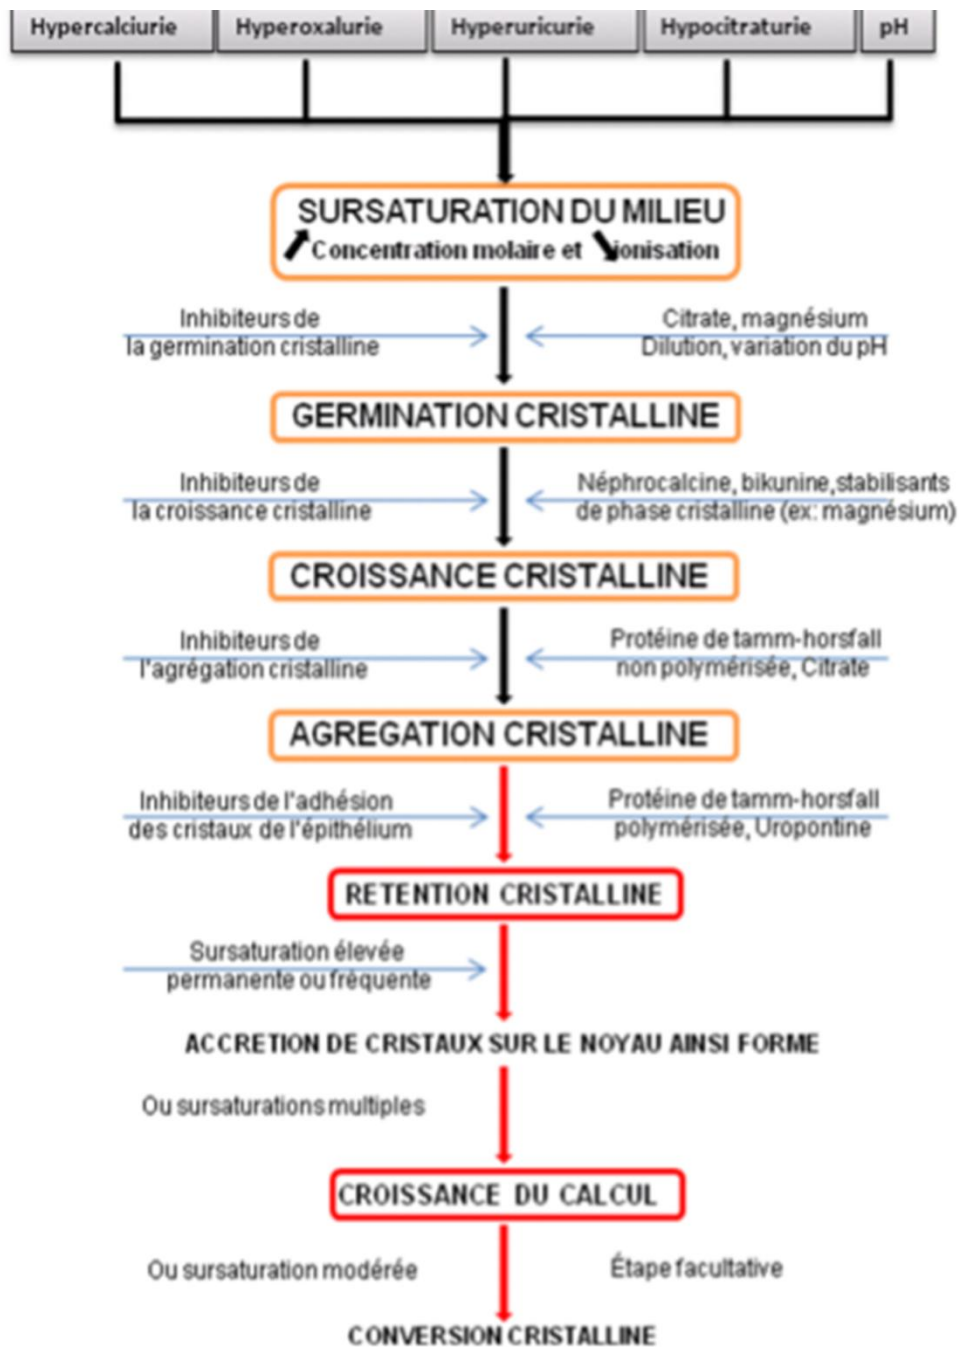 Hypercalciurie Hyperoxalurie Hyperuricurie Hypocitraturie pH
SURSATURATION DU MILIEU
Concentration molaire et ionisation
Inhibiteurs de
la germination cristalline
Citrate, magnésium
Dilution, variation du pH
GERMINATION CRISTALLINE
Inhibiteurs de
la croissance cristalline
Néphrocalcine, bikunine,stabilisants
de phase cristalline (ex: magnésium)
CROISSANCE CRISTALLINE
Inhibiteurs de
l'agrégation cristalline
Protéine de tamm-horsfall
non polymérisée, Citrate
AGREGATION CRISTALLINE
Inhibiteurs de l'adhésion
des cristaux de l'épithélium
Protéine de tamm-horsfall
polymérisée, Uropontine
RETENTION CRISTALLINE
Sursaturation élevée
permanente ou fréquente
ACCRETION DE CRISTAUX SUR LE NOYAU AINSI FORME
Ou sursaturations multiples
CROISSANCE DU CALCUL
Ou sursaturation modérée
Étape facultative
CONVERSION CRISTALLINE